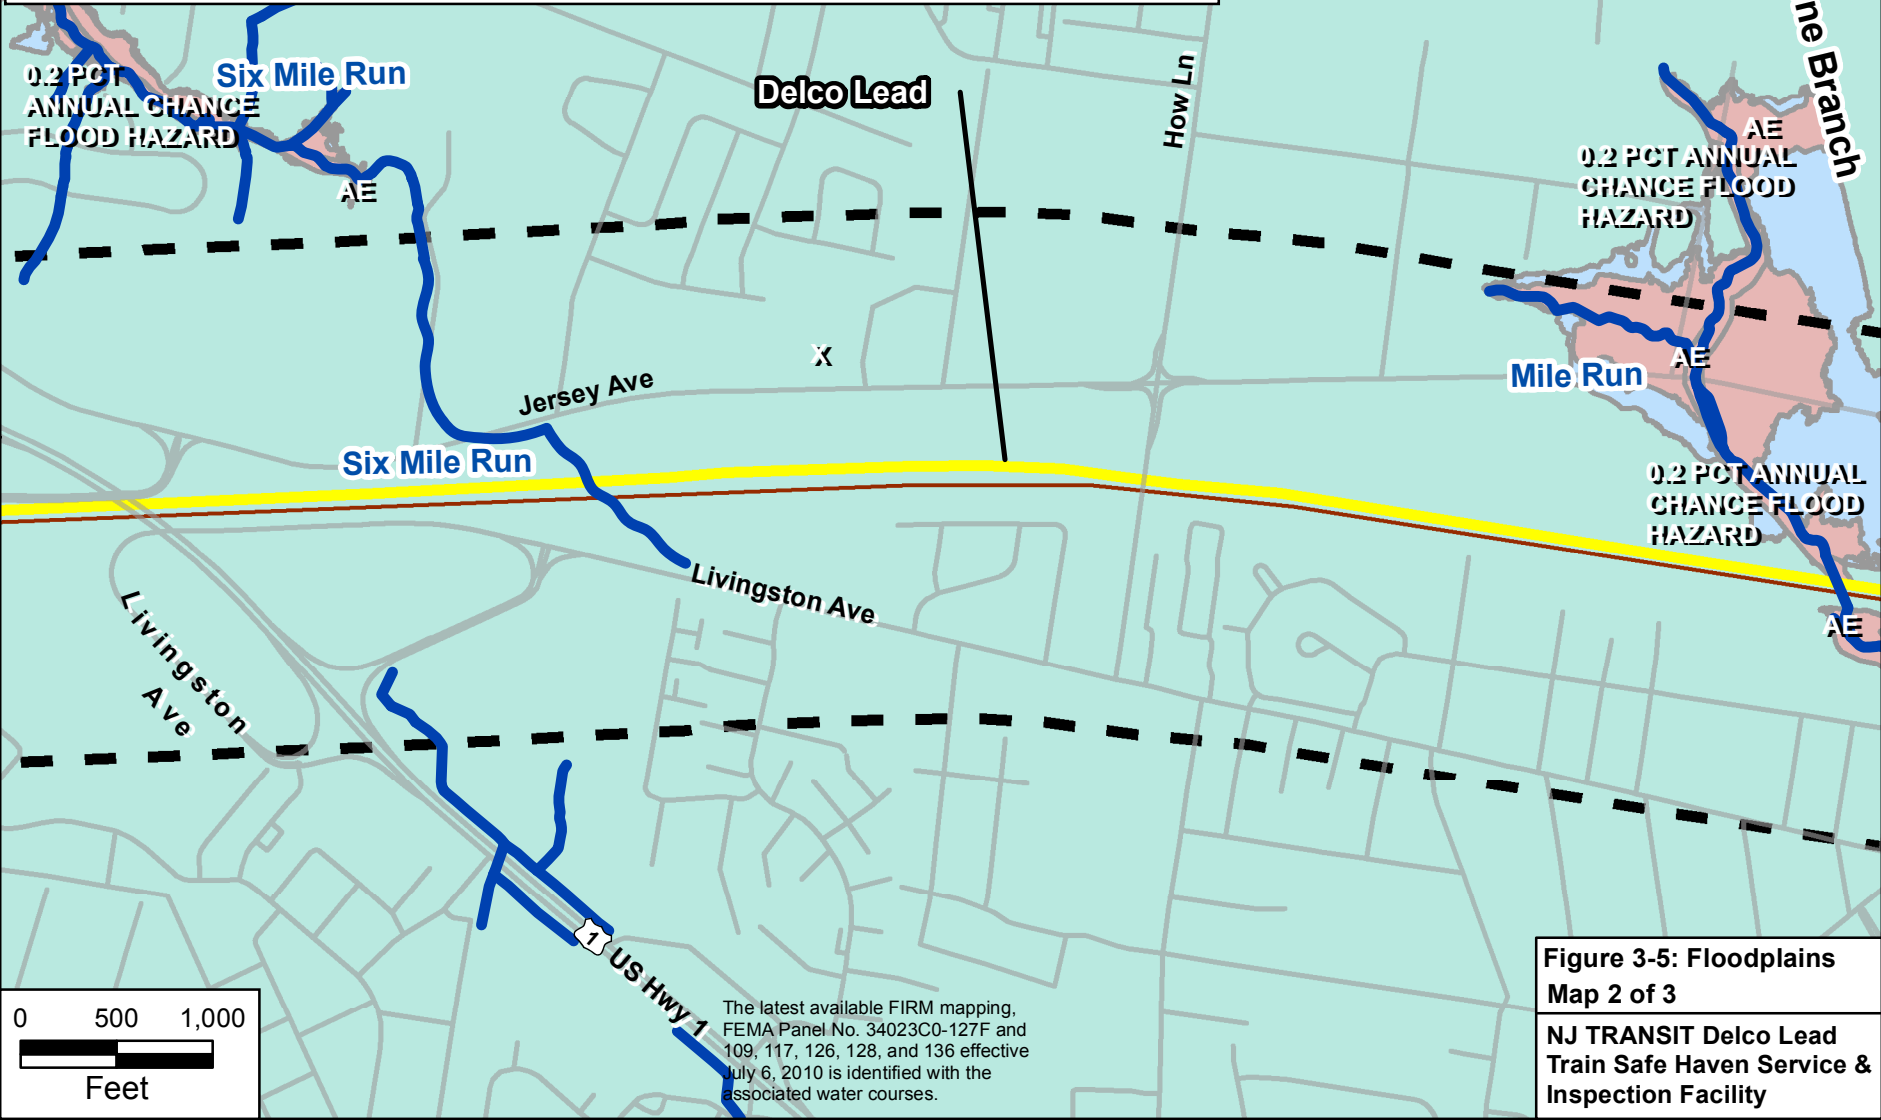 0.2 PCT
ANNUAL CHANCE
FLOOD HAZARD
Six Mile Run
AE
Delco Lead
How Ln
ne Branch
AE
0.2 PCT ANNUAL
CHANCE FLOOD
HAZARD
X
Jersey Ave
AE
Mile Run
Six Mile Run
0.2 PCT ANNUAL
CHANCE FLOOD
HAZARD
Livingston Ave
AE
Livingston
Ave
1
US Hwy 1
0 500 1,000
Feet
The latest available FIRM mapping,
FEMA Panel No. 34023C0-127F and
109, 117, 126, 128, and 136 effective
July 6, 2010 is identified with the
associated water courses.
Figure 3-5: Floodplains
Map 2 of 3
NJ TRANSIT Delco Lead
Train Safe Haven Service &
Inspection Facility